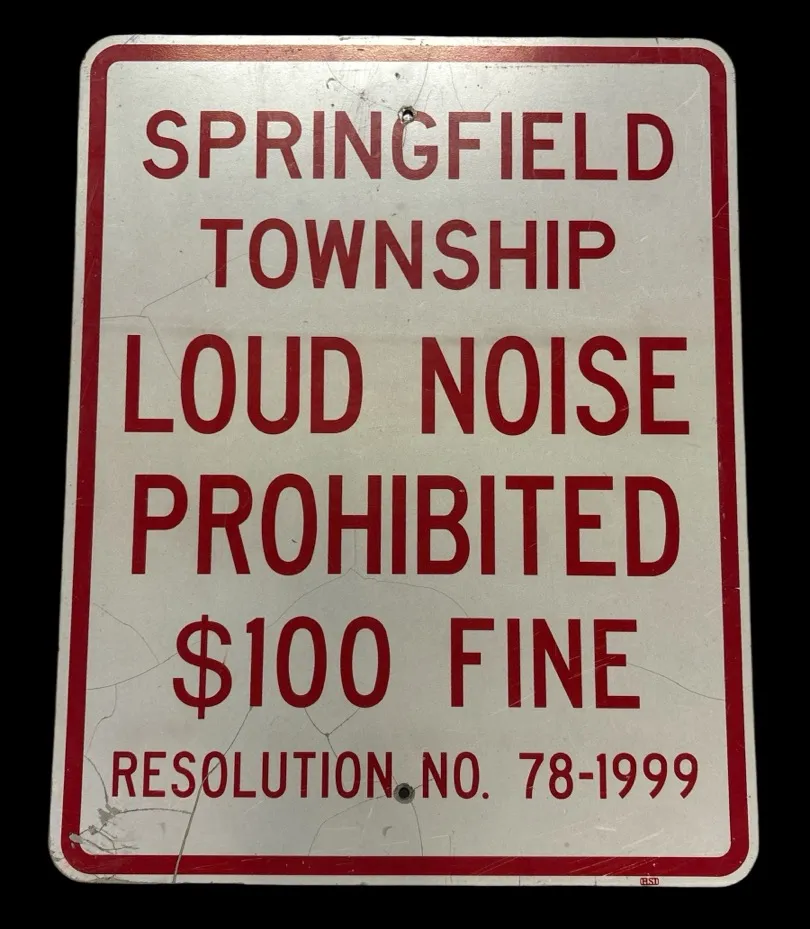 SPRINGFIELD
TOWNSHIP
LOUD NOISE
PROHIBITED
$100 FINE
RESOLUTION NO. 78-1999